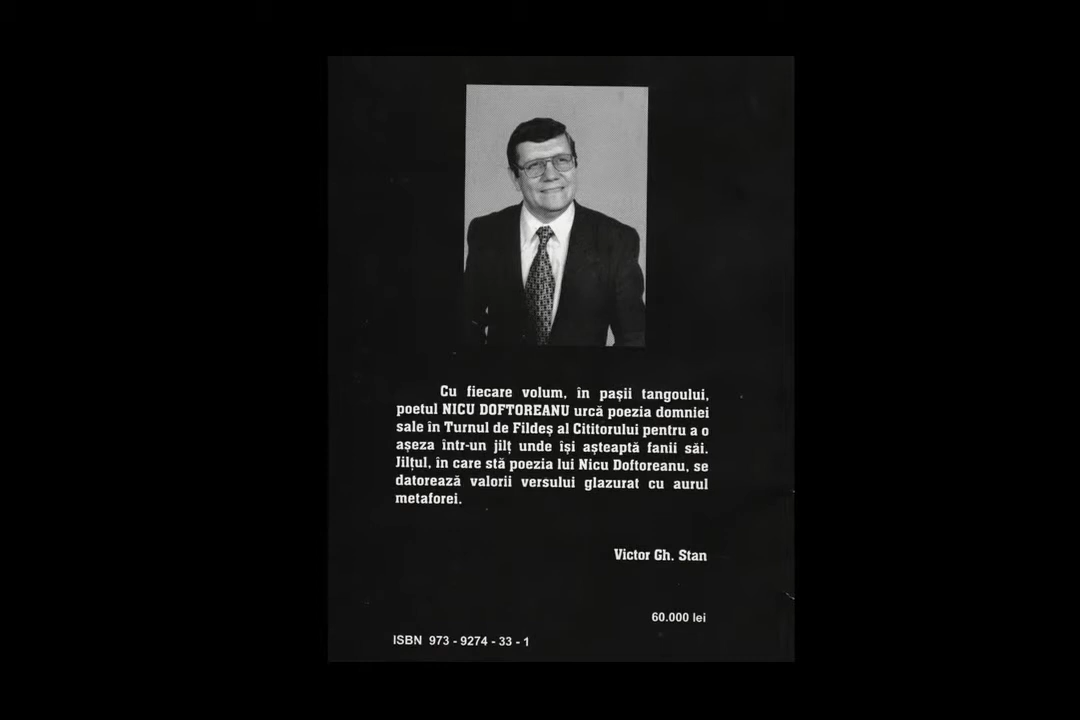 Cu fiecare volum, în pașii tangoului,
poetul NICU DOFTOREANU urcă poezia domniei
sale în Turnul de Fildeș al Cititorului pentru a o
așeza într-un jilț unde își așteaptă fanii săi.
Jilțul, în care stă poezia lui Nicu Doftoreanu, se
datorează valorii versului glazurat cu aurul
metaforei.
Victor Gh. Stan
60.000 lei
ISBN 973 - 9274 - 33 - 1